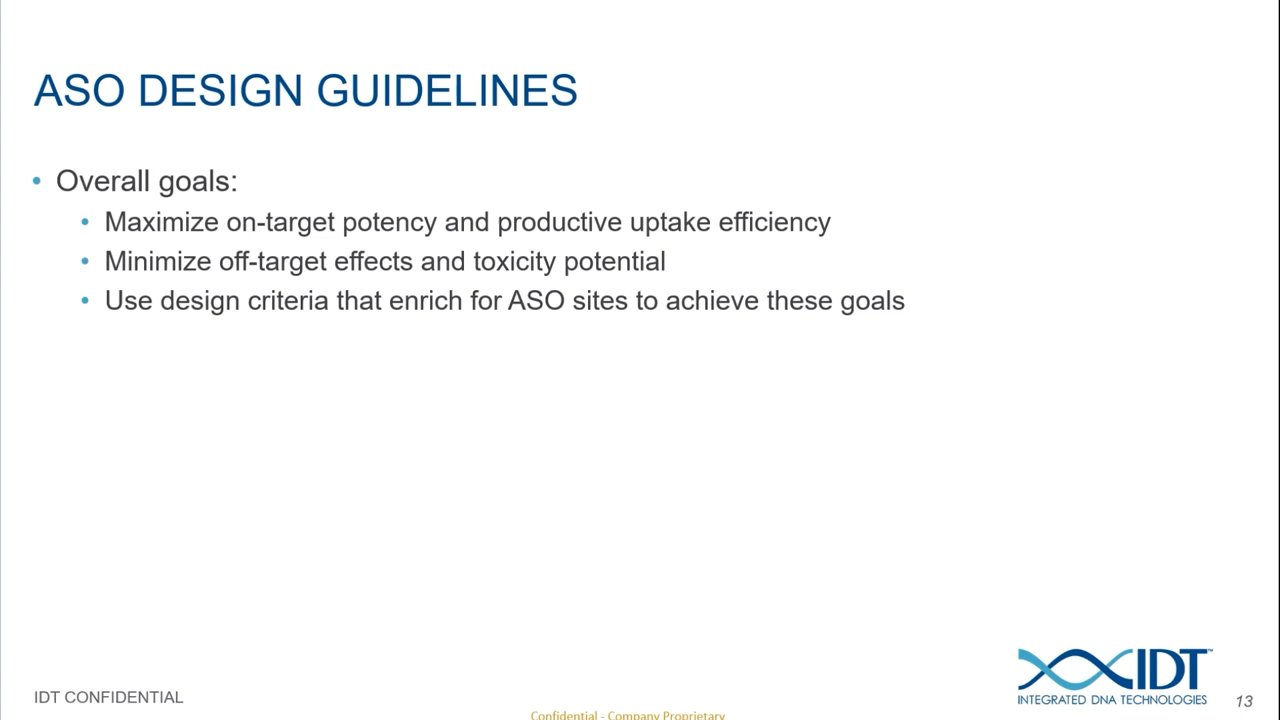 ASO DESIGN GUIDELINES
• Overall goals:
• Maximize on-target potency and productive uptake efficiency
• Minimize off-target effects and toxicity potential
• Use design criteria that enrich for ASO sites to achieve these goals
IDT™
INTEGRATED DNA TECHNOLOGIES
IDT CONFIDENTIAL
13
Confidential - Company Proprietary